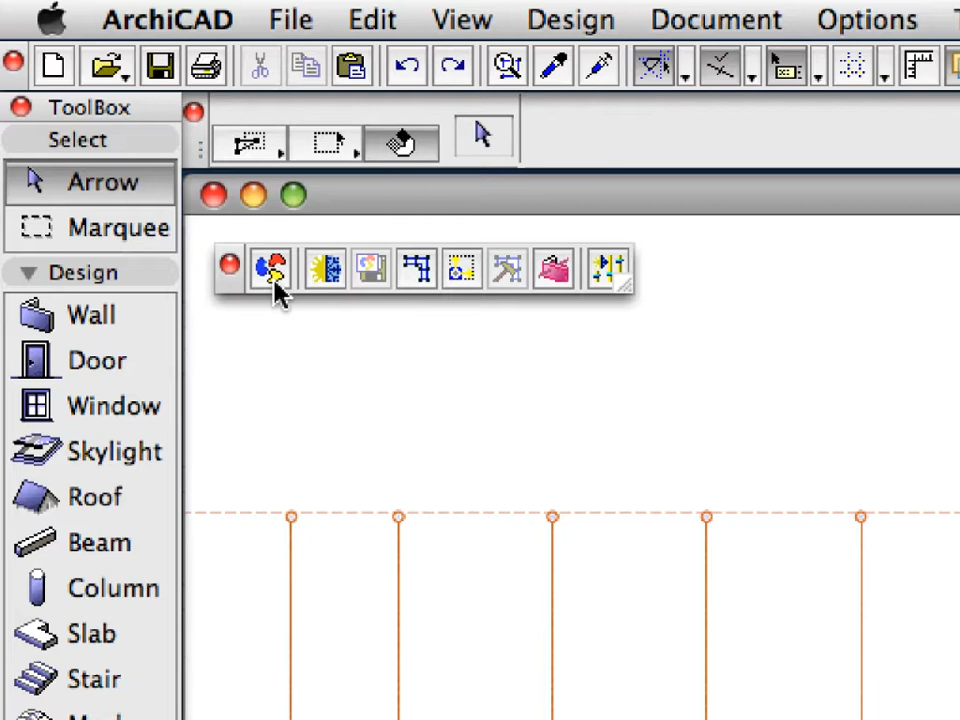 ArchiCAD File Edit View Design Document Options
ToolBox
Select
Arrow
Marquee
Design
Wall
Door
Window
Skylight
Roof
Beam
Column
Slab
Stair